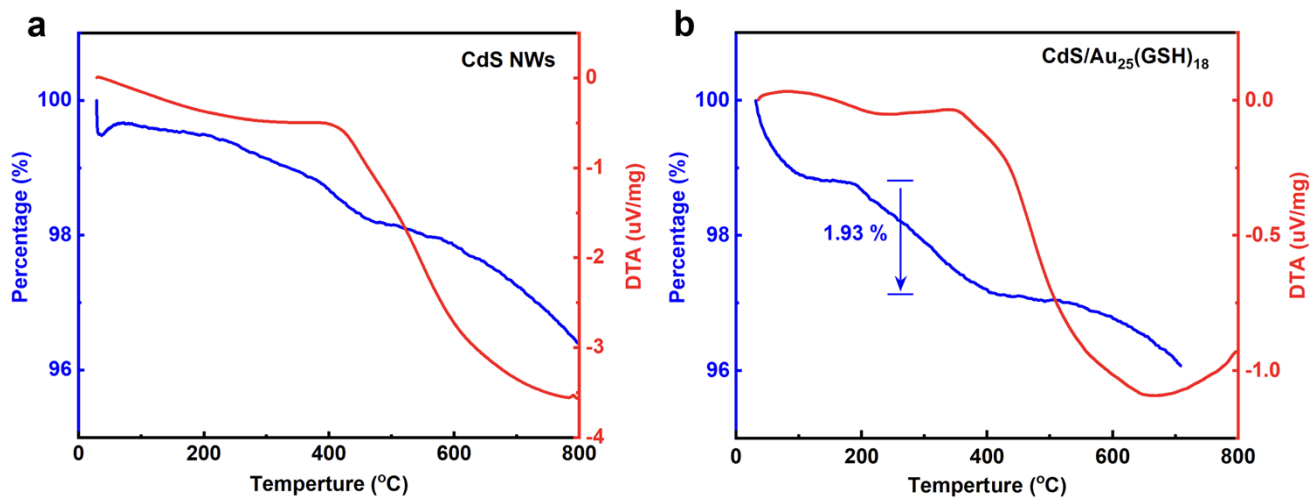 a
CdS NWs
Percentage (%)
100
98
96
0
-1
-2
-3
-4
DTA (uV/mg)
0 200 400 600 800
Temperture (°C)
b
CdS/Au₂₅(GSH)₁₈
Percentage (%)
100
98
96
1.93 %
0.0
-0.5
-1.0
DTA (uV/mg)
0 200 400 600 800
Temperture (°C)